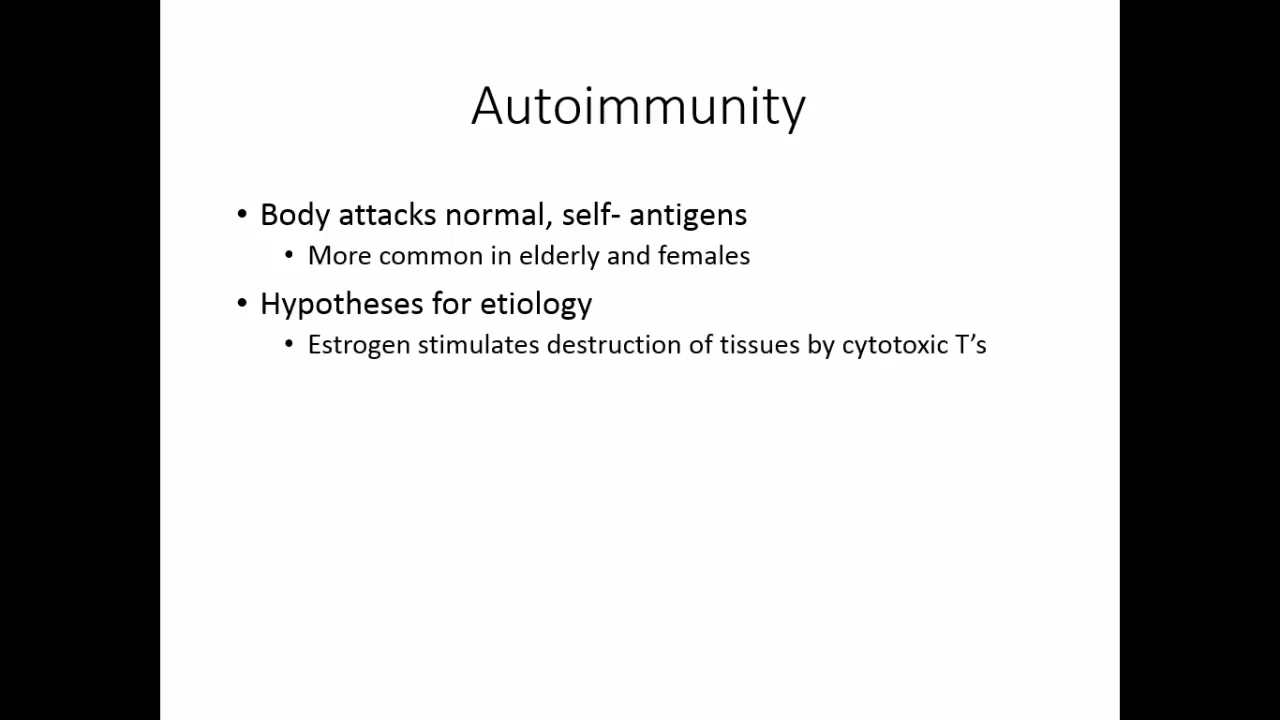 Autoimmunity
• Body attacks normal, self- antigens
• More common in elderly and females
• Hypotheses for etiology
• Estrogen stimulates destruction of tissues by cytotoxic T’s